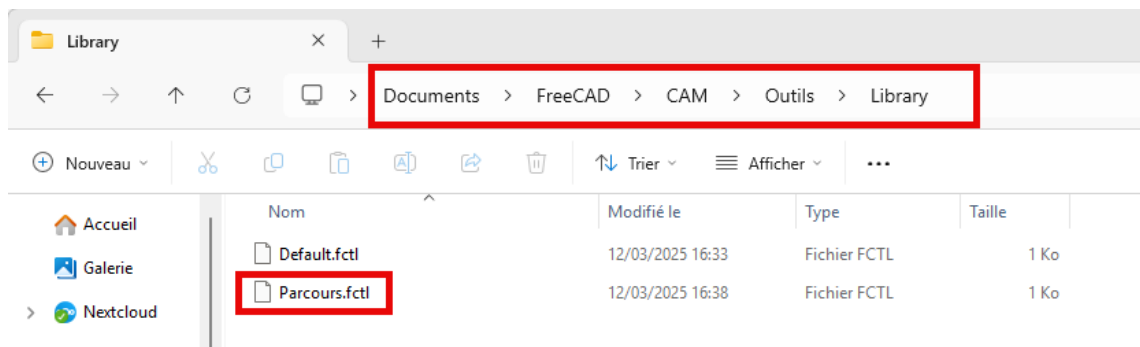 Library
Documents > FreeCAD > CAM > Outils > Library
Nouveau Trier Afficher
Accueil
Galerie
Nextcloud
Nom Modifié le Type Taille
Default.fctl 12/03/2025 16:33 Fichier FCTL 1 Ko
Parcours.fctl 12/03/2025 16:38 Fichier FCTL 1 Ko